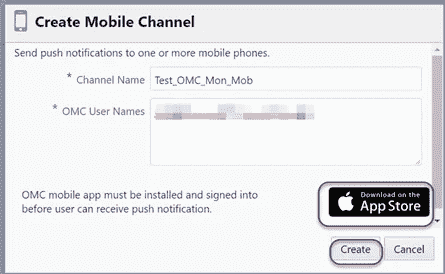 Create Mobile Channel
Send push notifications to one or more mobile phones.
* Channel Name Test_OMC_Mon_Mob
* OMC User Names
OMC mobile app must be installed and signed into
before user can receive push notification.
Download on the
App Store
Create Cancel